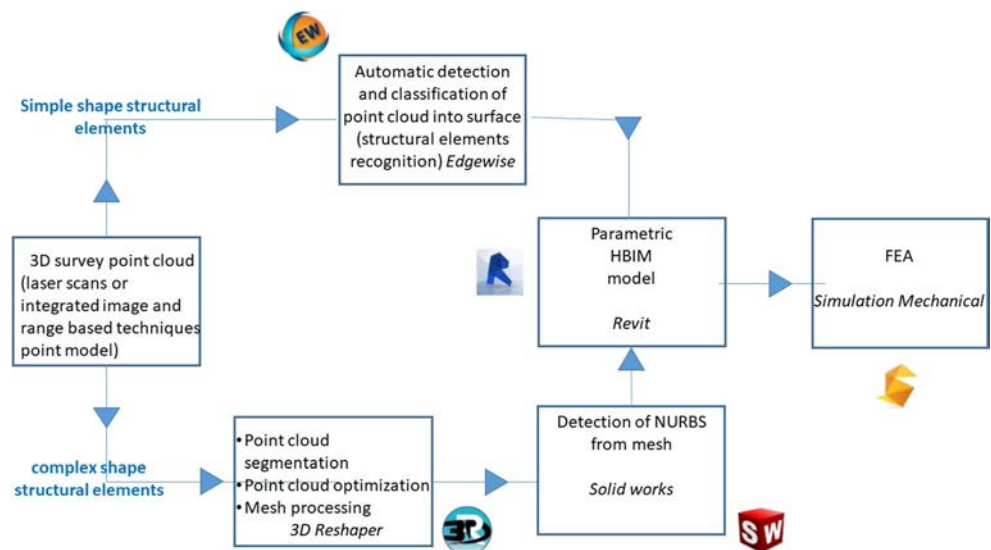 EW
Automatic detection
and classification of
point cloud into surface
(structural elements
recognition) Edgewise
Simple shape structural
elements
3D survey point cloud
(laser scans or
integrated image and
range based techniques
point model)
Parametric
HBIM
model
Revit
FEA
Simulation Mechanical
complex shape
structural elements
•Point cloud
segmentation
•Point cloud optimization
•Mesh processing
3D Reshaper
3R
Detection of NURBS
from mesh
Solid works
SW